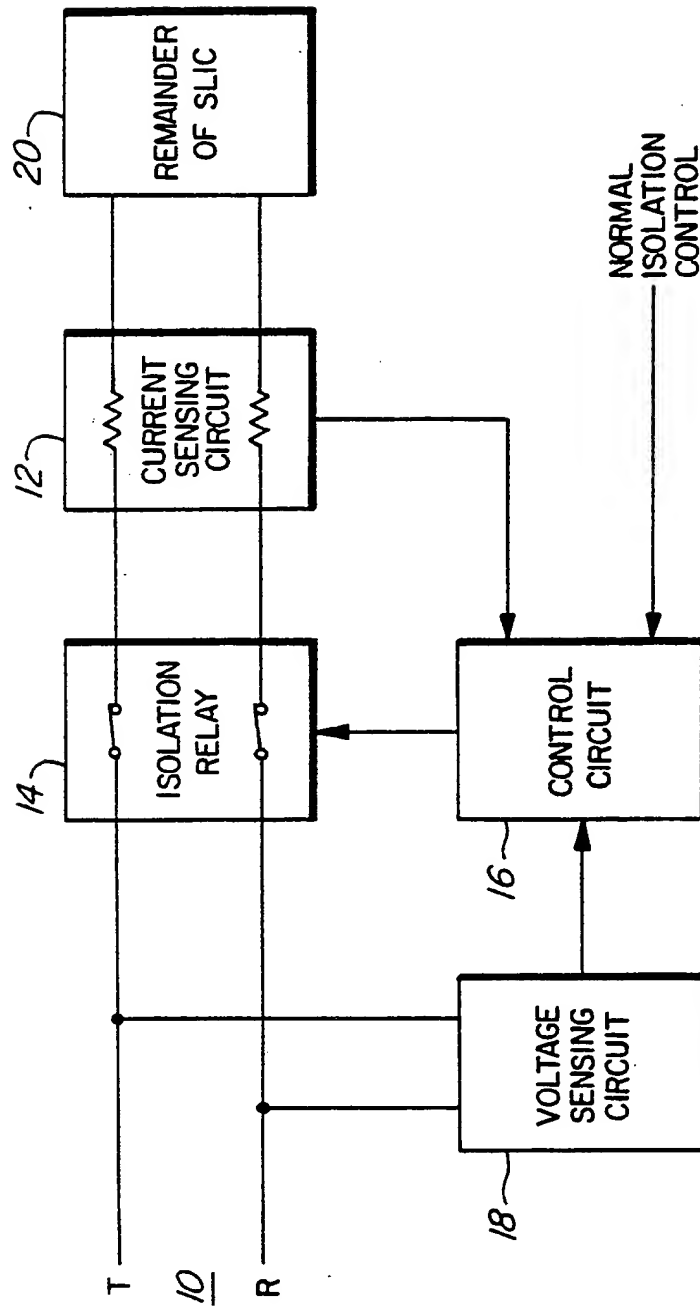 T
10
R
14
ISOLATION
RELAY
12
CURRENT
SENSING
CIRCUIT
20
REMAINDER
OF SLIC
18
VOLTAGE
SENSING
CIRCUIT
16
CONTROL
CIRCUIT
NORMAL
ISOLATION
CONTROL